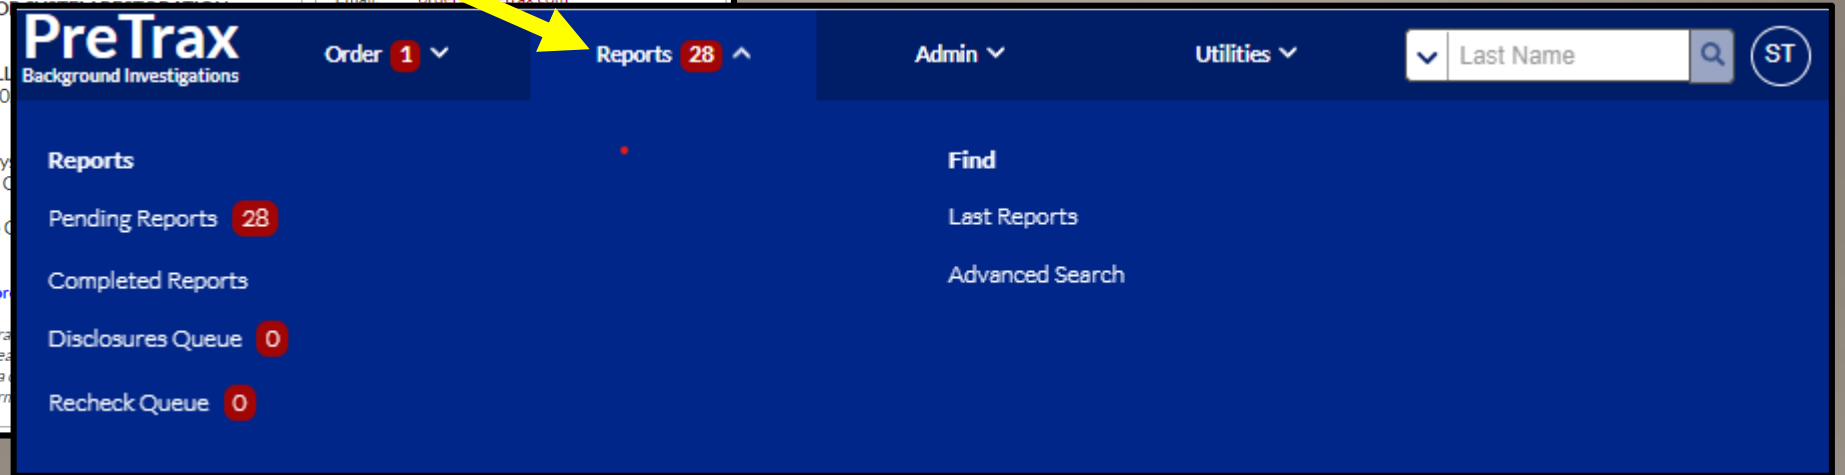 PreTrax
Background Investigations
Order 1
Reports 28
Admin
Utilities
Last Name
ST
Reports
Find
Pending Reports 28
Last Reports
Completed Reports
Advanced Search
Disclosures Queue 0
Recheck Queue 0